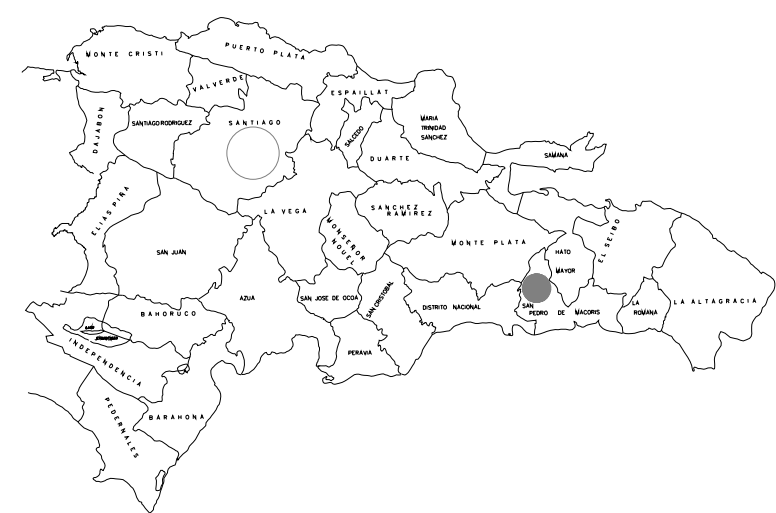 MONTE CRISTI
PUERTO PLATA
VALVERDE
ESPAILLAT
DAJABON
SANTIAGO RODRIGUEZ
SANTIAGO
SALCEDO
MARIA
TRINIDAD
SANCHEZ
DUARTE
SAMANA
ELIAS PIÑA
LA VEGA
SANCHEZ
RAMIREZ
MONSEÑOR
NOUEL
MONTE PLATA
EL SEIBO
HATO
MAYOR
SAN JUAN
AZUA
SAN JOSE DE OCOA
SAN CRISTOBAL
DISTRITO NACIONAL
SAN
PEDRO DE MACORIS
LA
ROMANA
LA ALTAGRACIA
BAHORUCO
INDEPENDENCIA
PERAVIA
PEDERNALES
BARAHONA